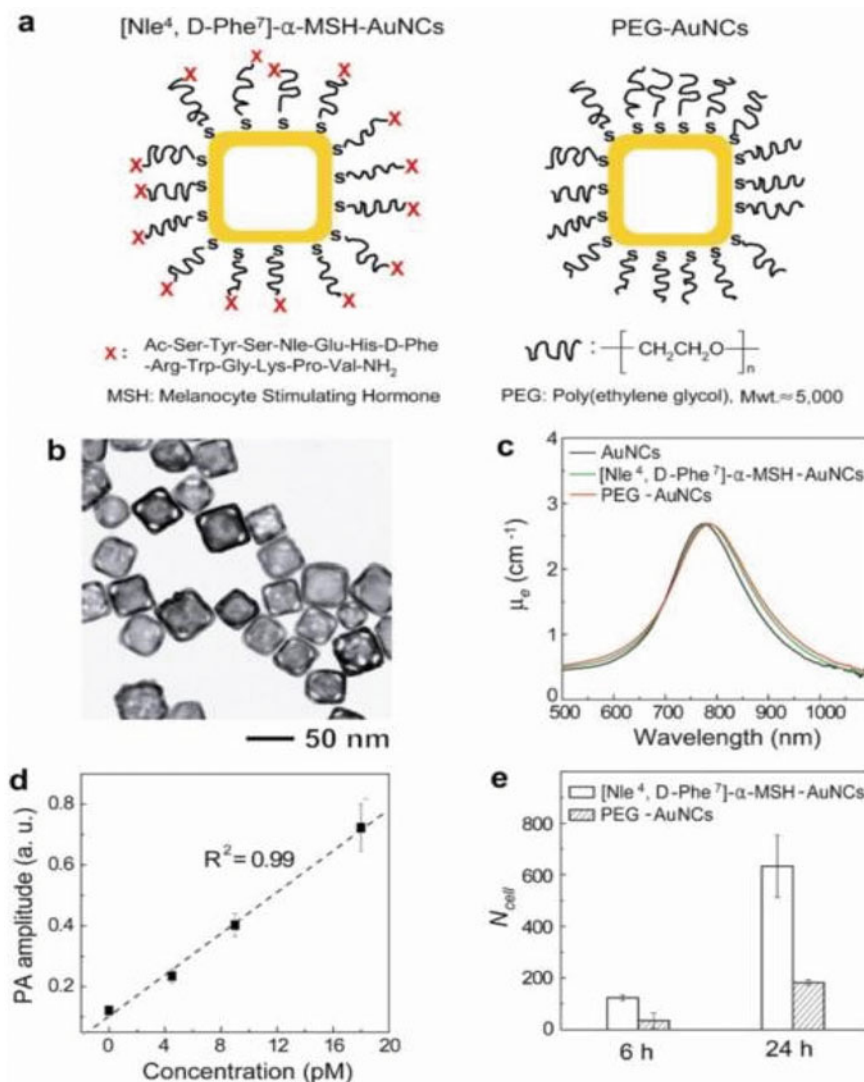 a
[Nle⁴, D-Phe⁷]-α-MSH-AuNCs
PEG-AuNCs
X X X X X X X X X X X X X X
S S S S S S S S S S S S S S
S S S S S S S S S S S S S S S S
X : Ac-Ser-Tyr-Ser-Nle-Glu-His-D-Phe
-Arg-Trp-Gly-Lys-Pro-Val-NH₂
MSH: Melanocyte Stimulating Hormone
: -[CH₂CH₂O]-n
PEG: Poly(ethylene glycol), Mwt.≈5,000
b
50 nm
c
AuNCs
[Nle⁴, D-Phe⁷]-α-MSH-AuNCs
PEG-AuNCs
μe (cm⁻¹)
4
3
2
1
0
500 600 700 800 900 1000
Wavelength (nm)
d
PA amplitude (a. u.)
0.8
0.6
0.4
0.2
R² = 0.99
0 4 8 12 16 20
Concentration (pM)
e
[Nle⁴, D-Phe⁷]-α-MSH-AuNCs
PEG-AuNCs
Ncell
800
600
400
200
0
6 h 24 h